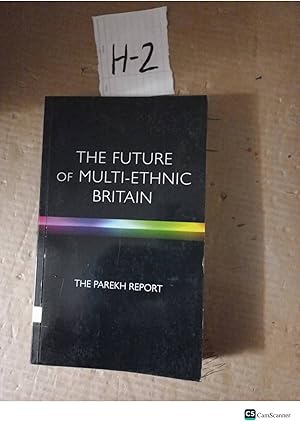 H-2
THE FUTURE
OF MULTI-ETHNIC
BRITAIN
THE PAREKH REPORT
CS CamScanner